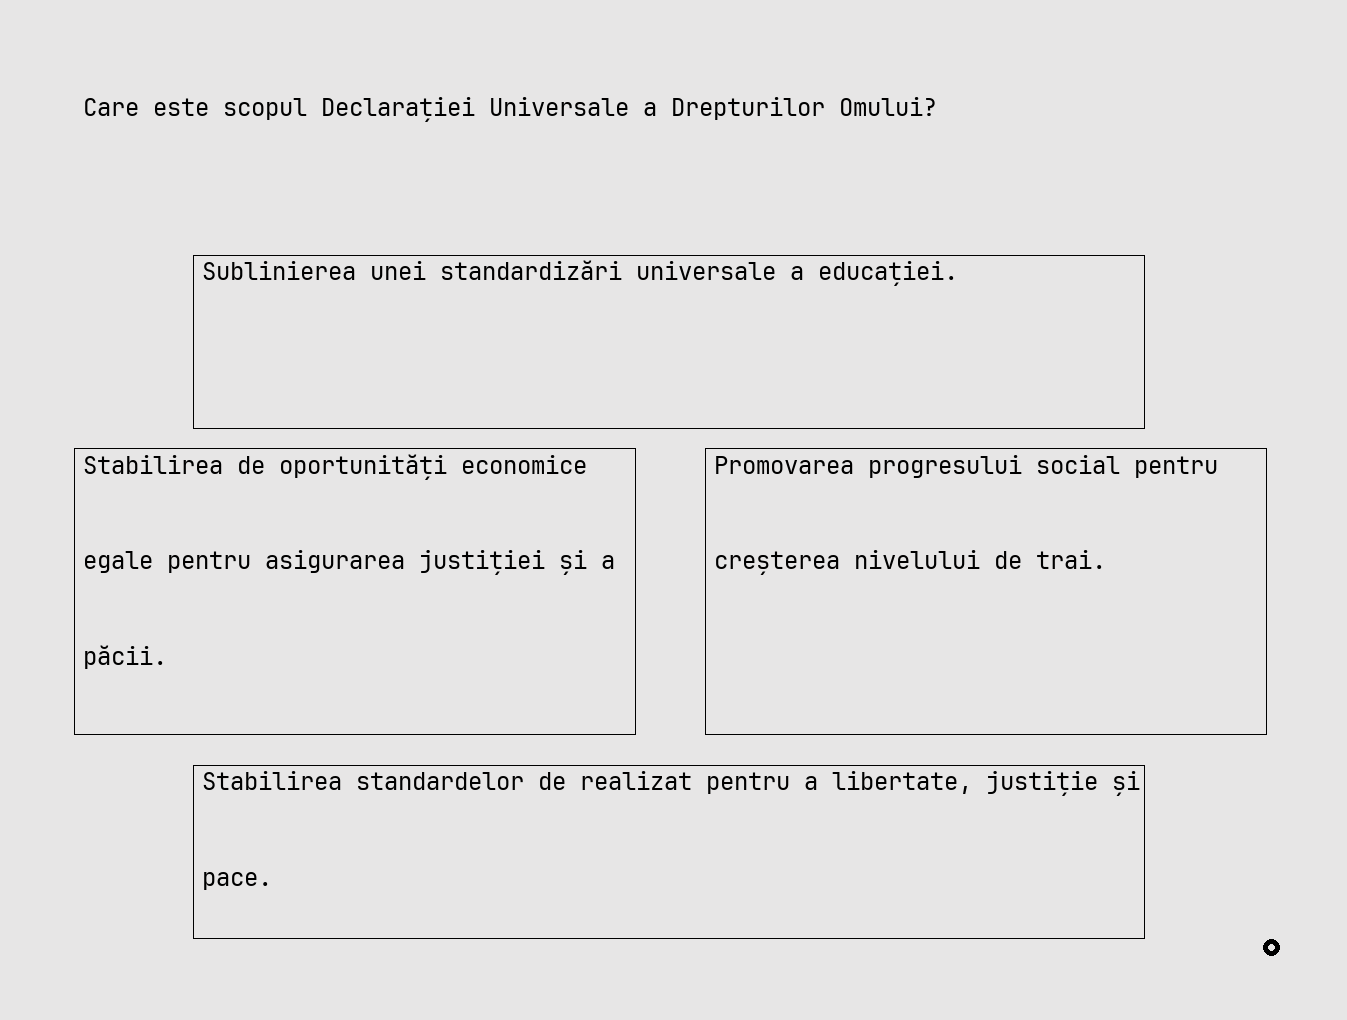 Care este scopul Declarației Universale a Drepturilor Omului?
Sublinierea unei standardizări universale a educației.
Stabilirea de oportunități economice
egale pentru asigurarea justiției și a
păcii.
Promovarea progresului social pentru
creșterea nivelului de trai.
Stabilirea standardelor de realizat pentru a libertate, justiție și
pace.